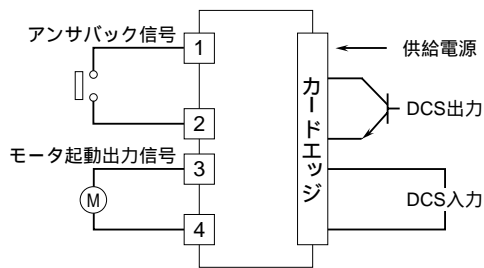 アンサバック信号
1
2
モータ起動出力信号
3
M
4
カードエッジ
供給電源
DCS出力
DCS入力